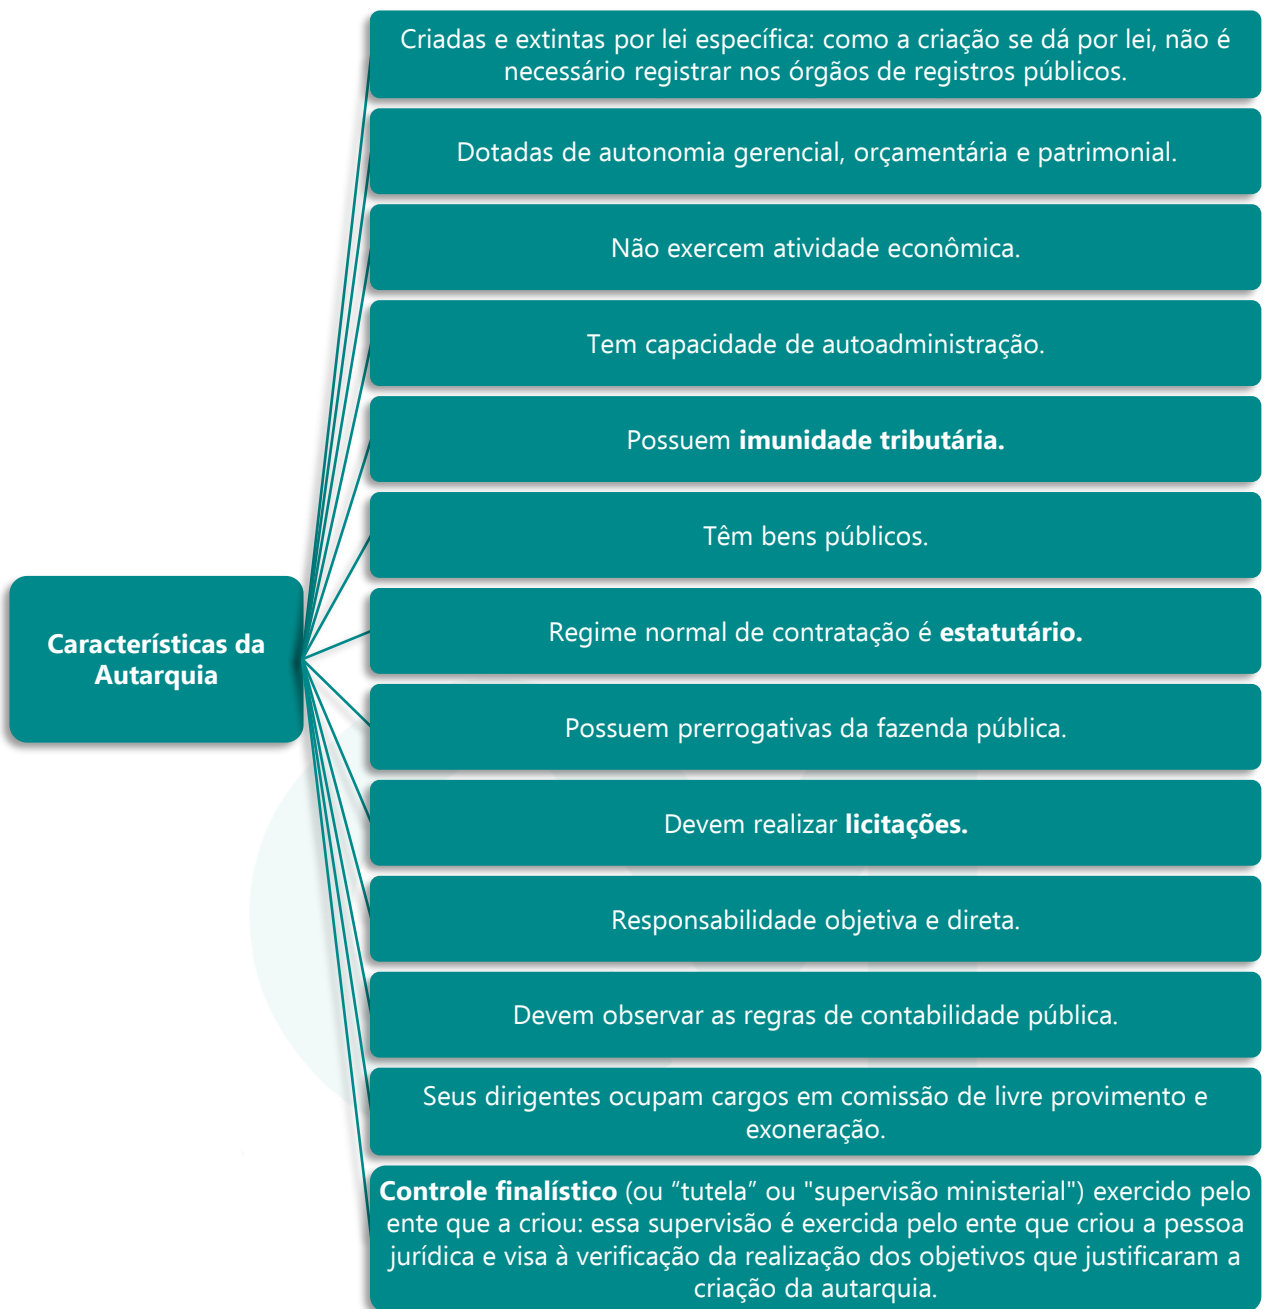 Criadas e extintas por lei específica: como a criação se dá por lei, não é
necessário registrar nos órgãos de registros públicos.
Dotadas de autonomia gerencial, orçamentária e patrimonial.
Não exercem atividade econômica.
Tem capacidade de autoadministração.
Possuem imunidade tributária.
Têm bens públicos.
Características da
Autarquia
Regime normal de contratação é estatutário.
Possuem prerrogativas da fazenda pública.
Devem realizar licitações.
Responsabilidade objetiva e direta.
Devem observar as regras de contabilidade pública.
Seus dirigentes ocupam cargos em comissão de livre provimento e
exoneração.
Controle finalístico (ou “tutela” ou "supervisão ministerial") exercido pelo
ente que a criou: essa supervisão é exercida pelo ente que criou a pessoa
jurídica e visa à verificação da realização dos objetivos que justificaram a
criação da autarquia.